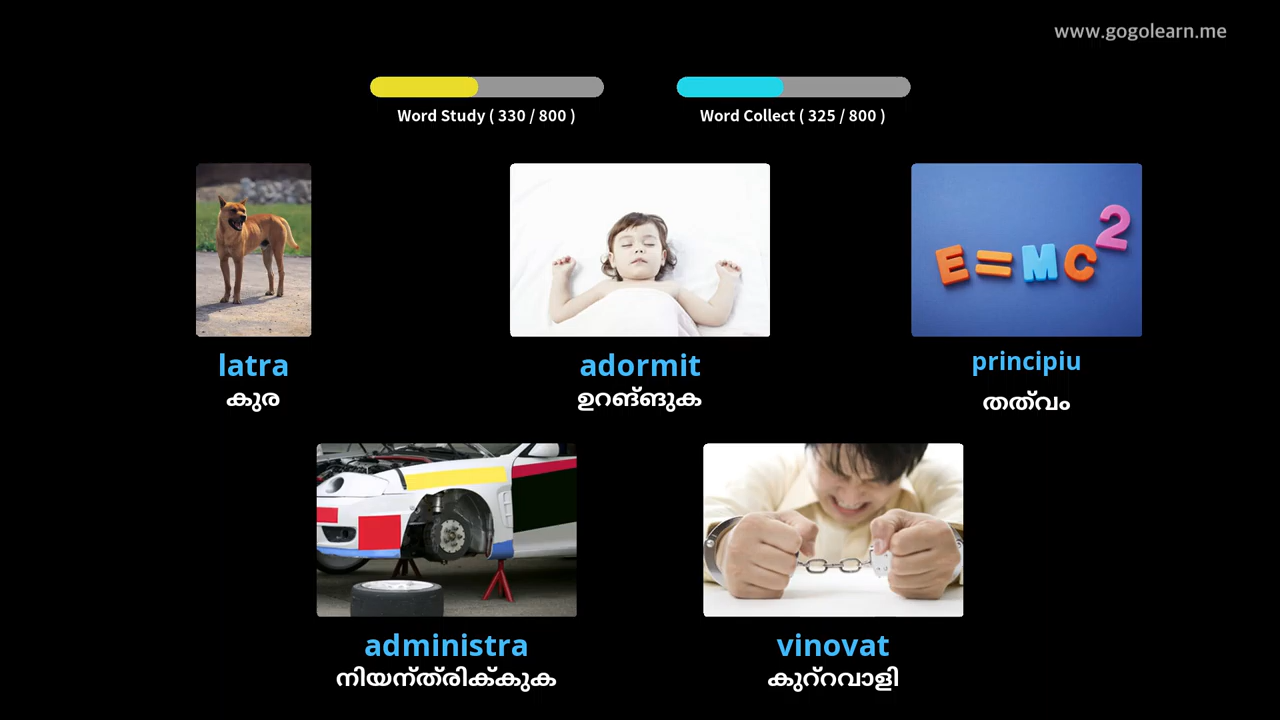 www.gogolearn.me
Word Study ( 330 / 800 )
Word Collect ( 325 / 800 )
E=MC2
latra
കുര
adormit
ഉറങ്ങുക
principiu
തത്വം
administra
നിയന്ത്രിക്കുക
vinovat
കുറ്റവാളി